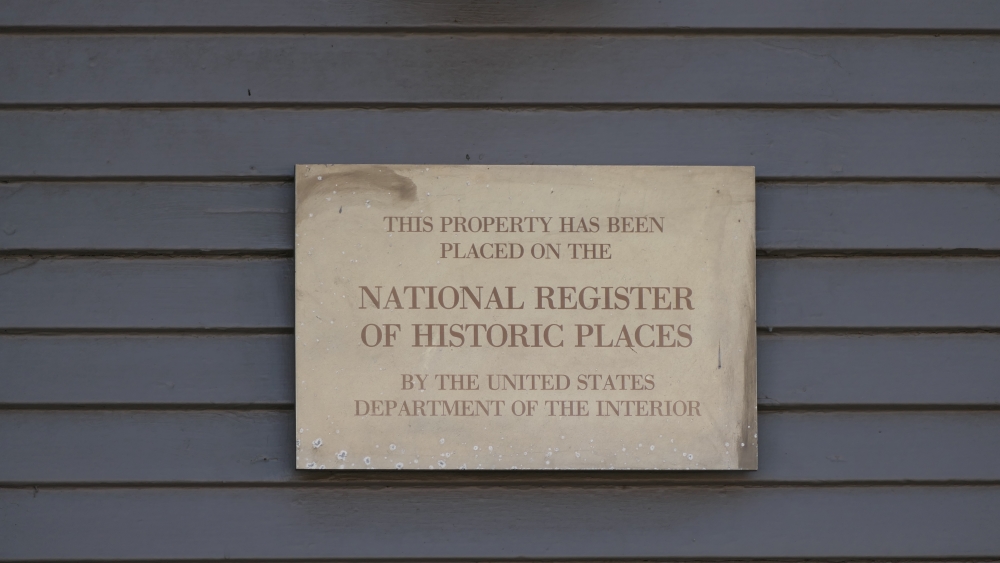 THIS PROPERTY HAS BEEN
PLACED ON THE
NATIONAL REGISTER
OF HISTORIC PLACES
BY THE UNITED STATES
DEPARTMENT OF THE INTERIOR